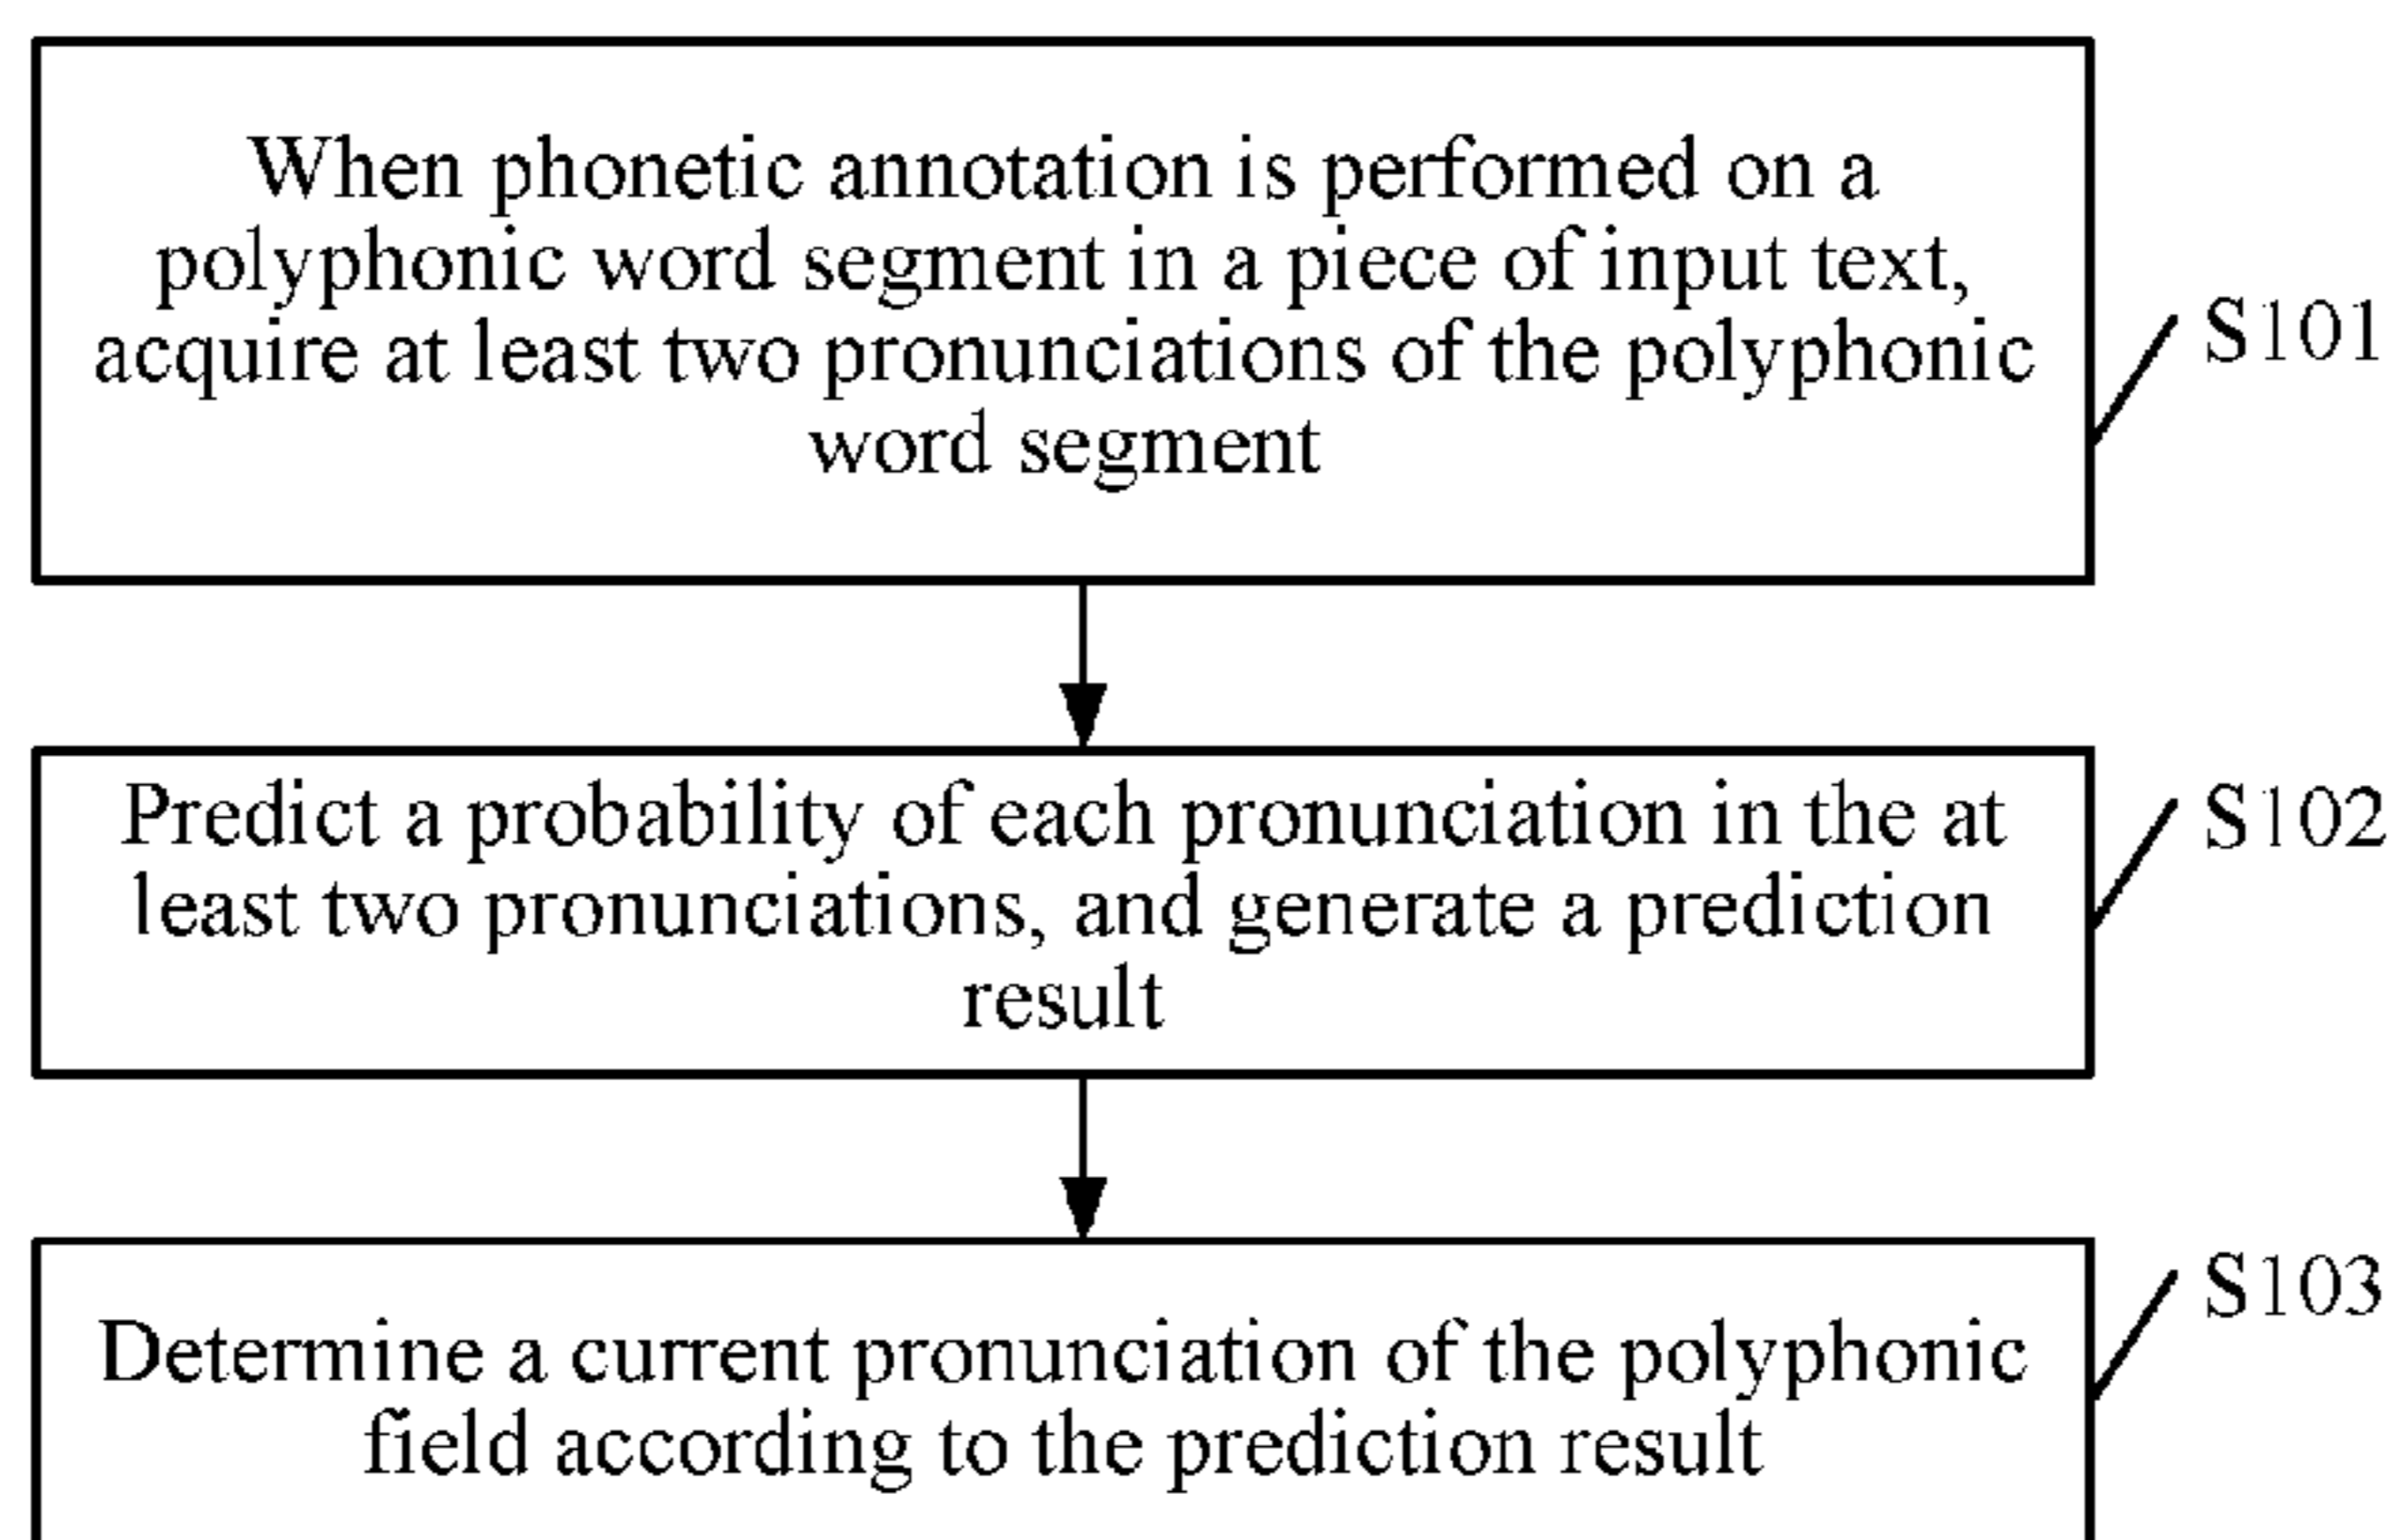 When phonetic annotation is performed on a
polyphonic word segment in a piece of input text,
acquire at least two pronunciations of the polyphonic
word segment
S101
Predict a probability of each pronunciation in the at
least two pronunciations, and generate a prediction
result
S102
Determine a current pronunciation of the polyphonic
field according to the prediction result
S103